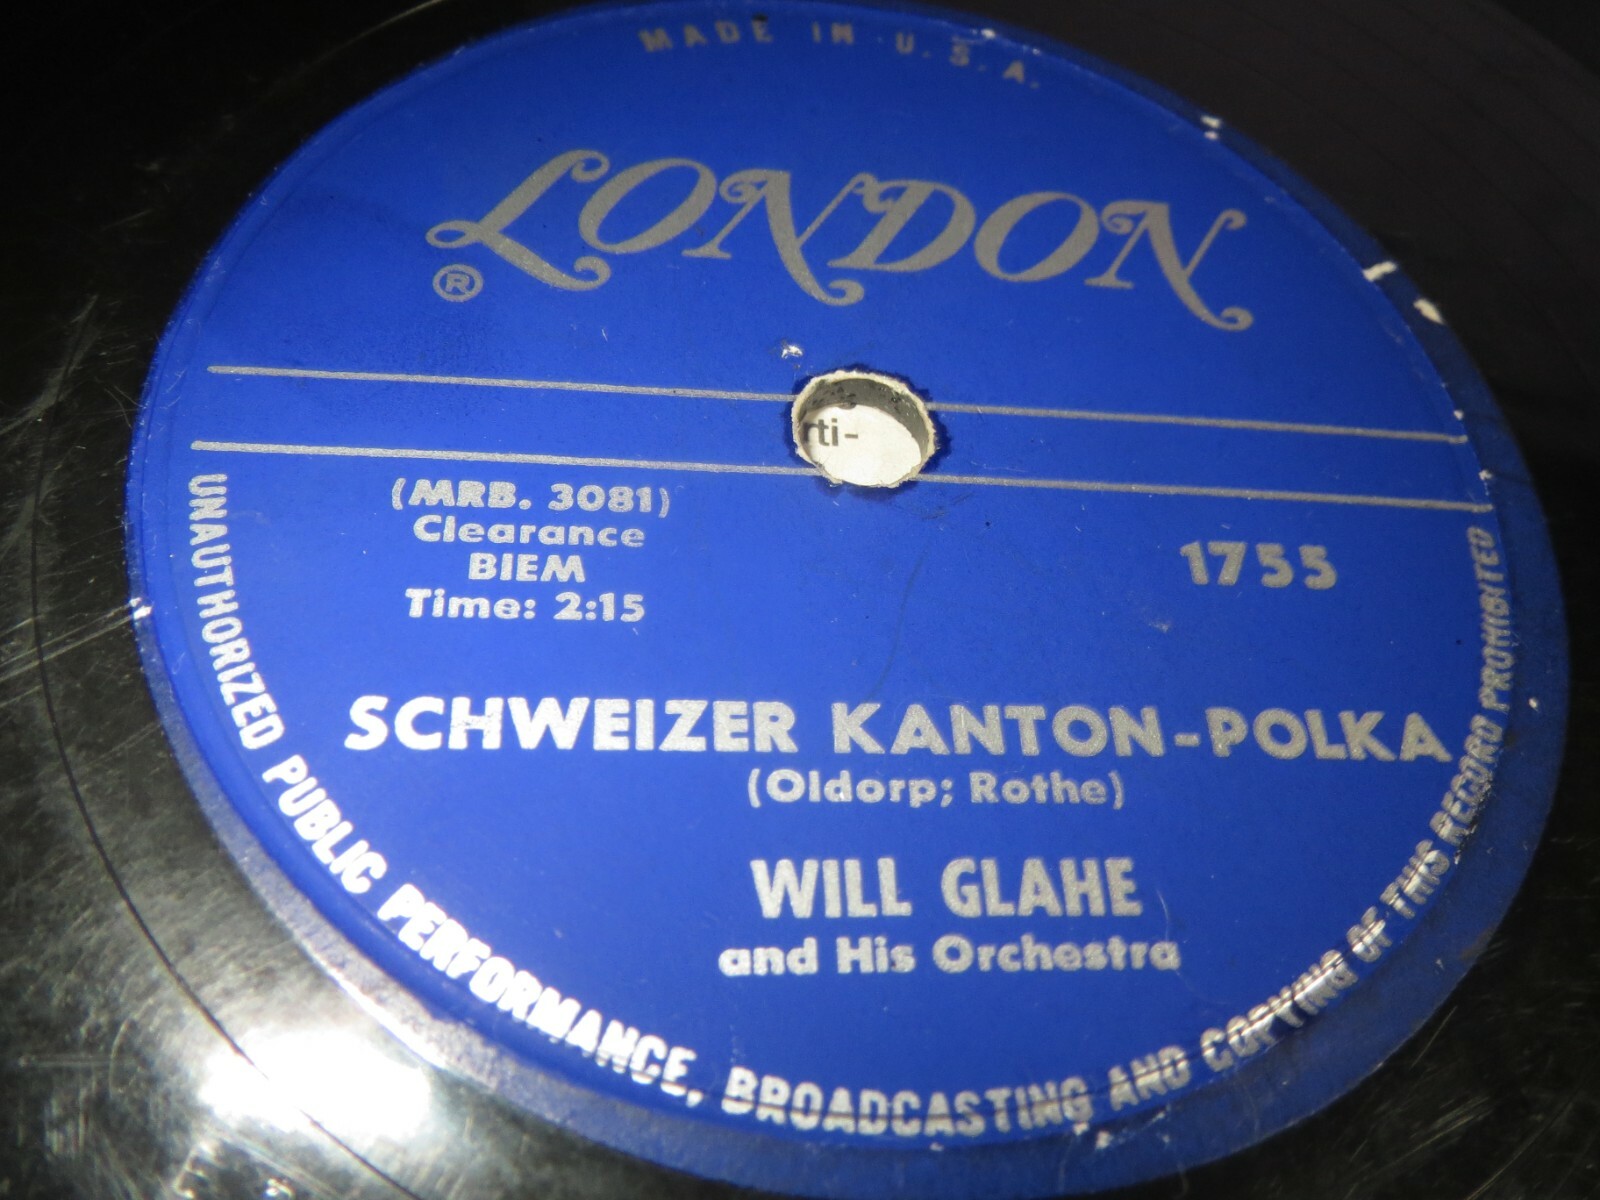 MADE IN U.S.A.
LONDON
®
rti-
(MRB. 3081)
Clearance
BIEM
Time: 2:15
1755
SCHWEIZER KANTON-POLKA
(Oldorp; Rothe)
WILL GLAHE
and His Orchestra
UNAUTHORIZED PUBLIC PERFORMANCE, BROADCASTING AND COPYING OF THIS RECORD PROHIBITED